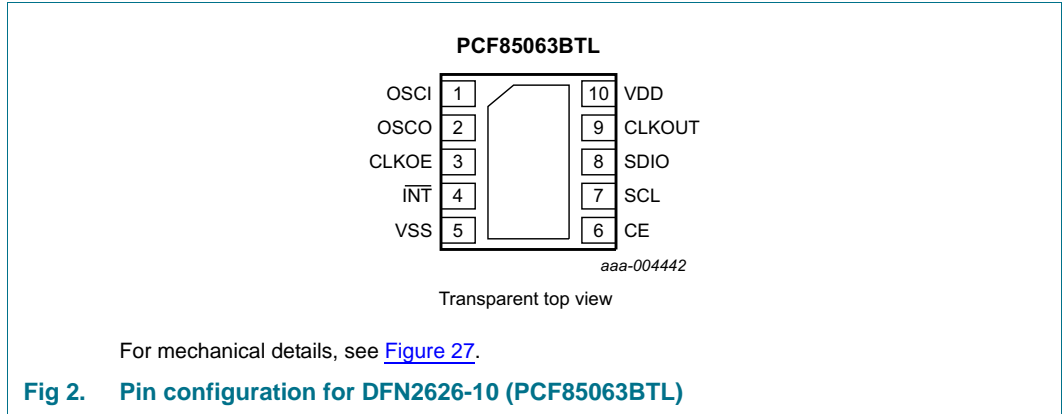 PCF85063BTL
OSCI 1 10 VDD
OSCO 2 9 CLKOUT
CLKOE 3 8 SDIO
INT 4 7 SCL
VSS 5 6 CE
aaa-004442
Transparent top view
For mechanical details, see Figure 27.
Fig 2. Pin configuration for DFN2626-10 (PCF85063BTL)